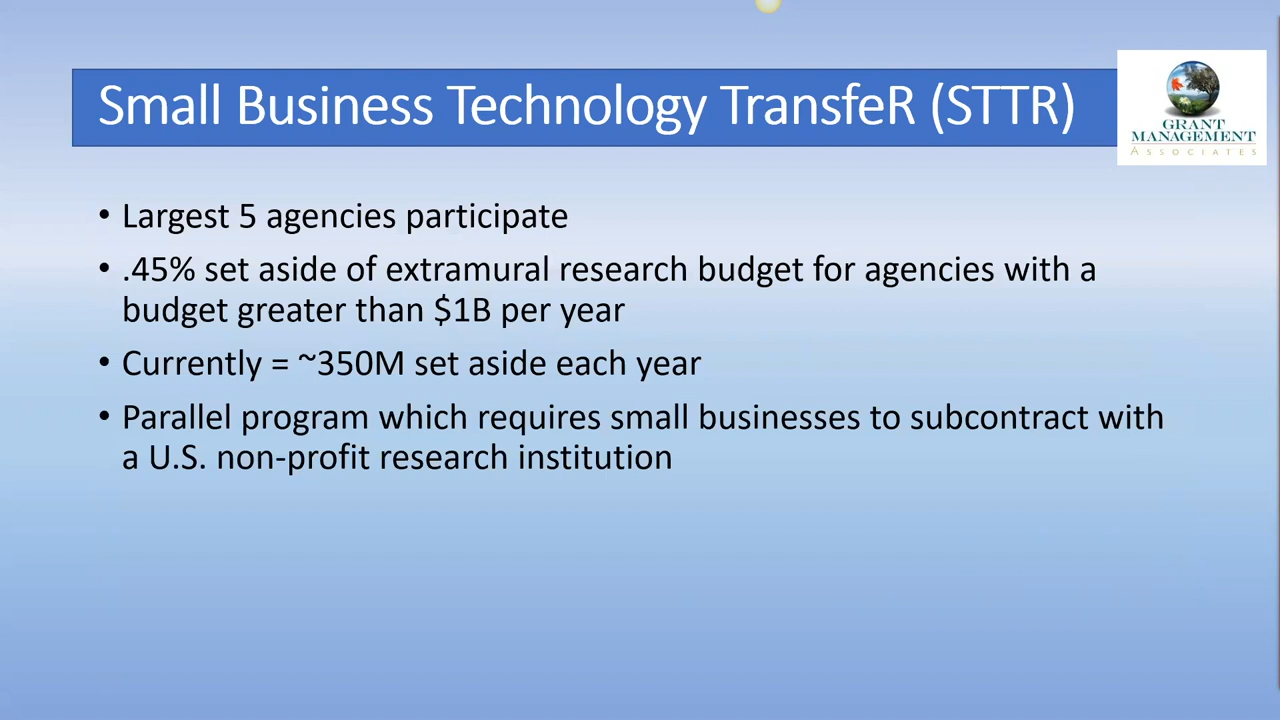 Small Business Technology TransfeR (STTR)
GRANT
MANAGEMENT
ASSOCIATES
• Largest 5 agencies participate
• .45% set aside of extramural research budget for agencies with a
budget greater than $1B per year
• Currently = ~350M set aside each year
• Parallel program which requires small businesses to subcontract with
a U.S. non-profit research institution